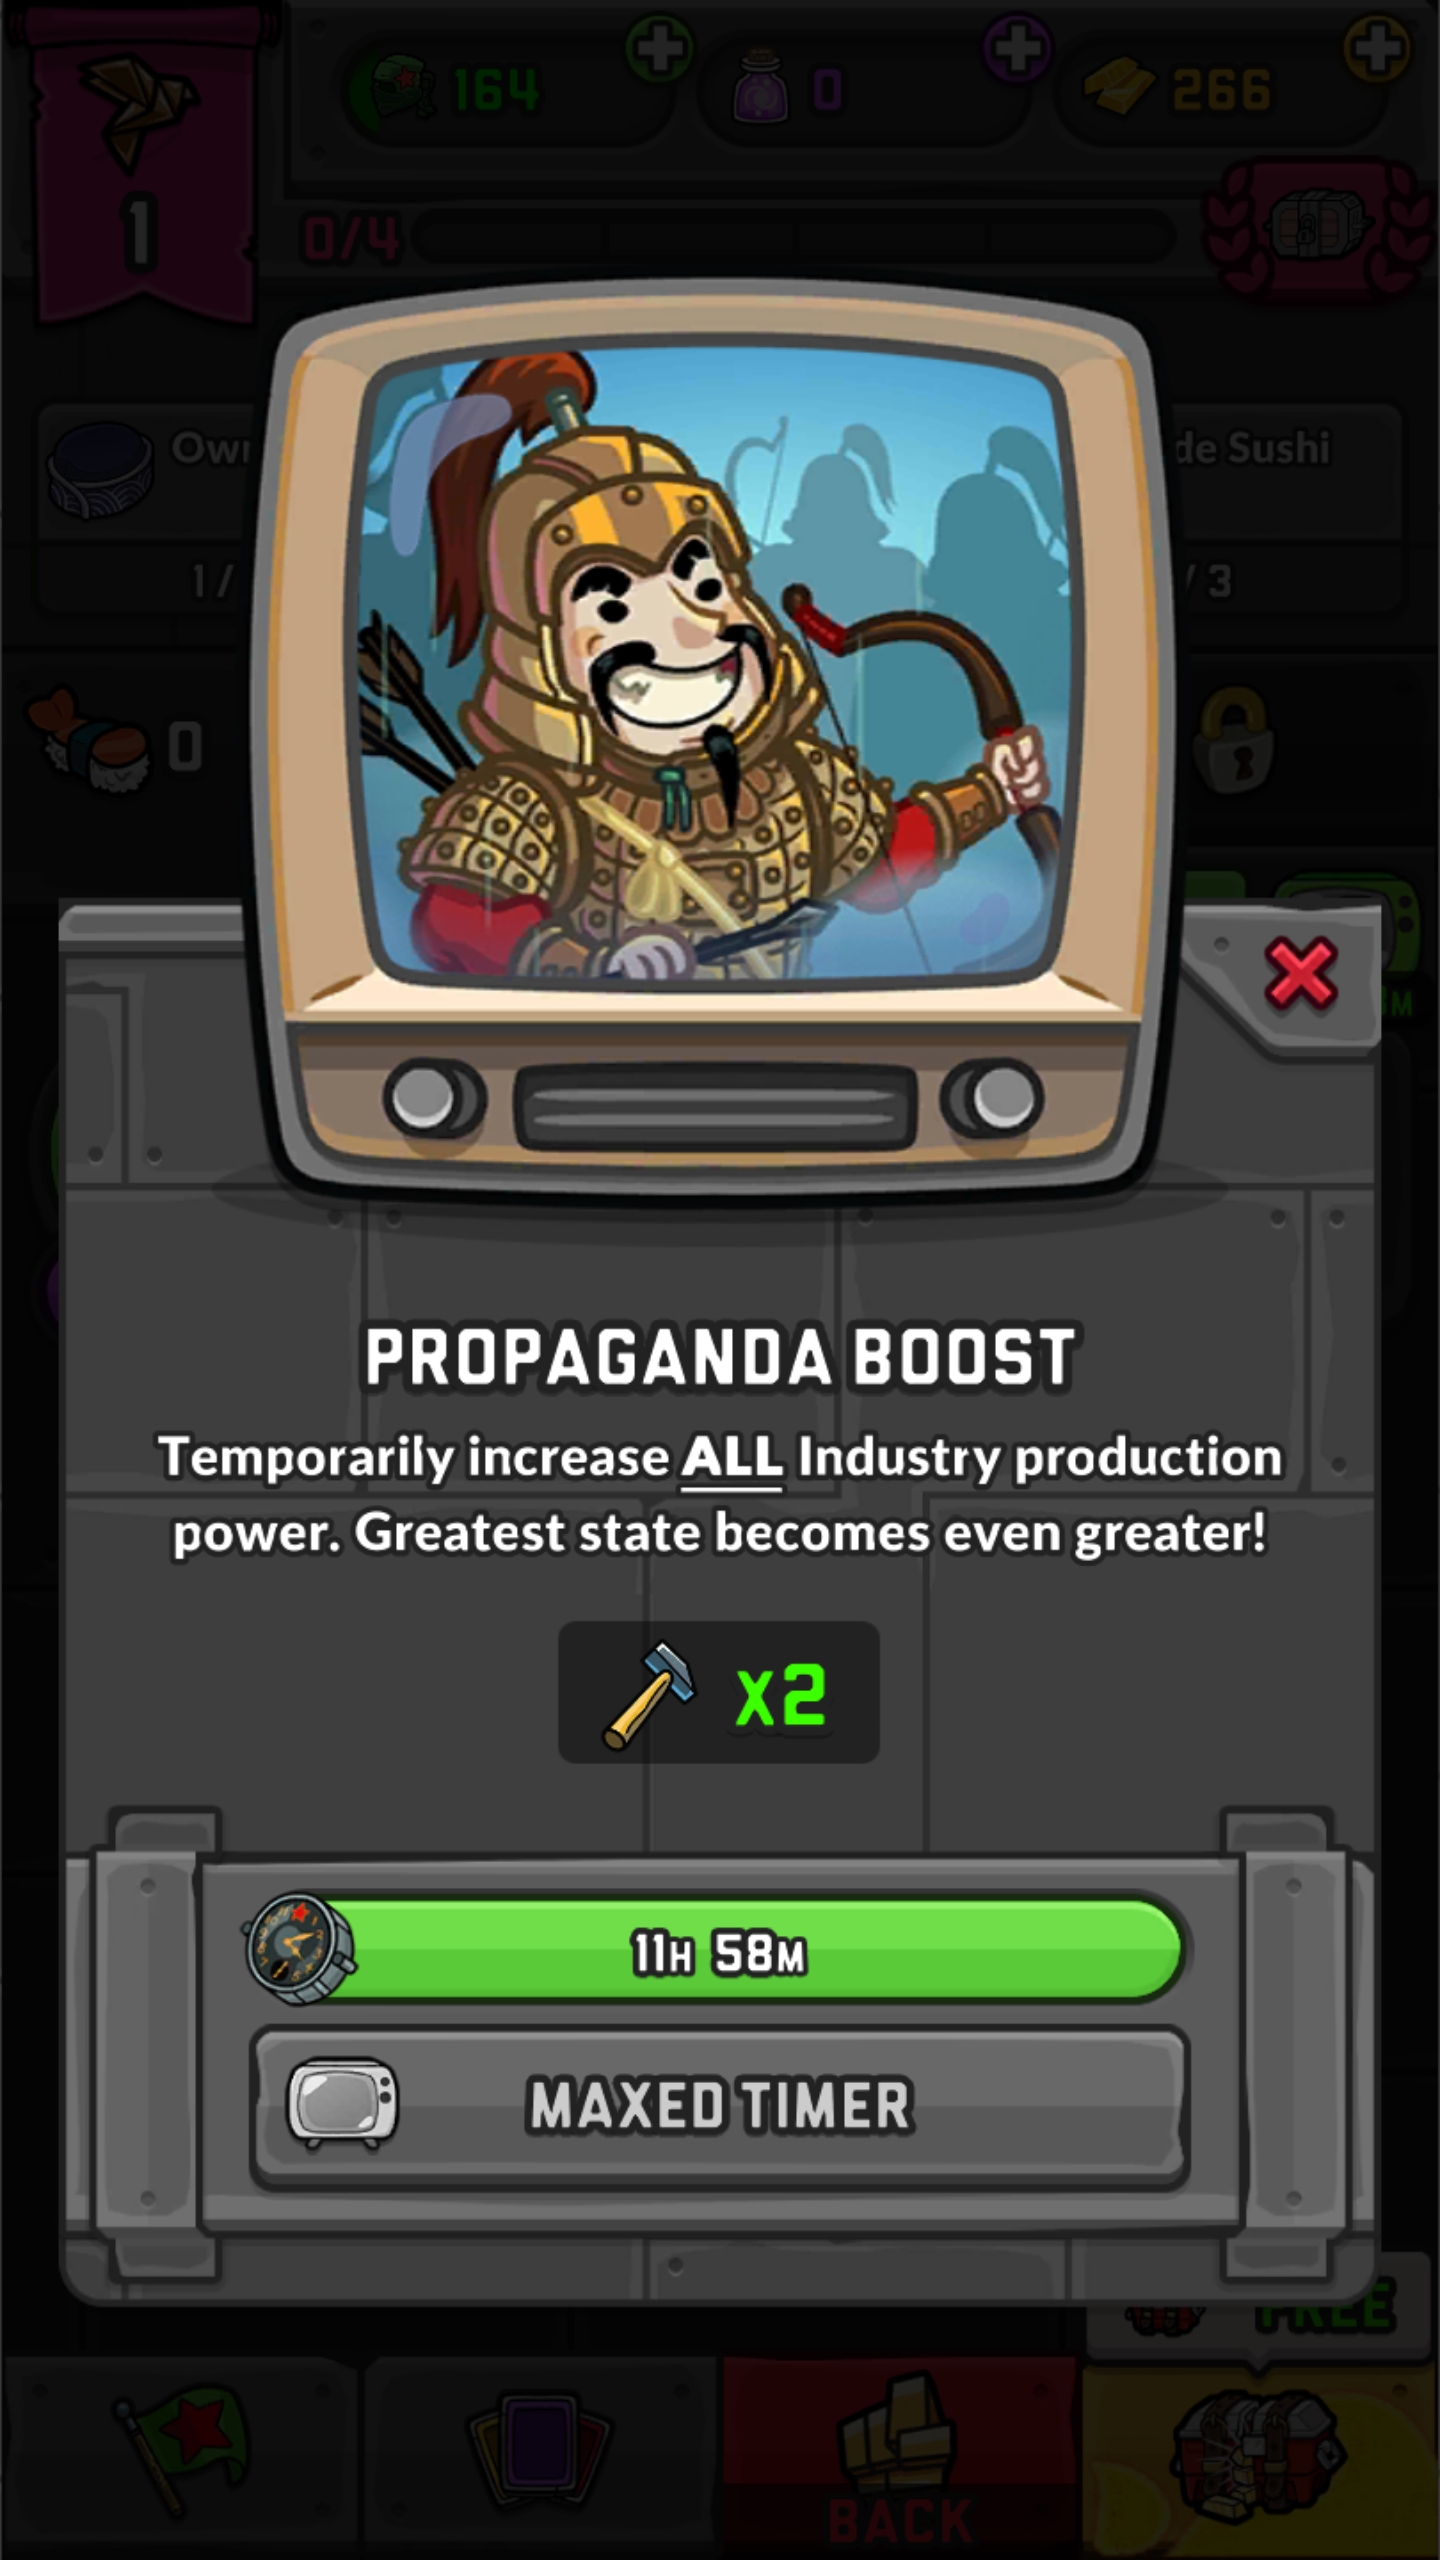 164
0
266
1
0/4
Own
de Sushi
1/
/3
0
PROPAGANDA BOOST
Temporarily increase ALL Industry production
power. Greatest state becomes even greater!
x2
11H 58M
MAXED TIMER
FREE
BACK